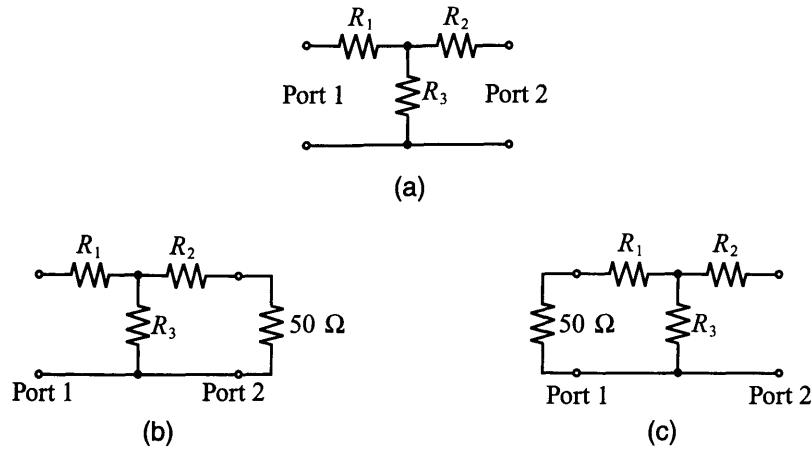 R₁ R₂
Port 1 R₃ Port 2
(a)
R₁ R₂
R₃ 50 Ω
Port 1 Port 2
(b)
R₁ R₂
50 Ω R₃
Port 1 Port 2
(c)